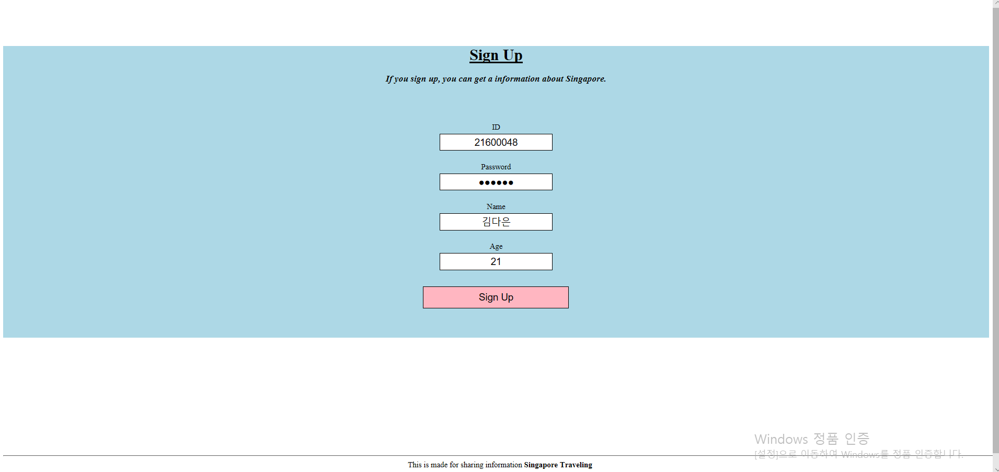 Sign Up
If you sign up, you can get a information about Singapore.
ID
21600048
Password
••••••
Name
김다은
Age
21
Sign Up
Windows 정품 인증
[설정]으로 이동하여 Windows를 정품 인증합니다.
This is made for sharing information Singapore Traveling